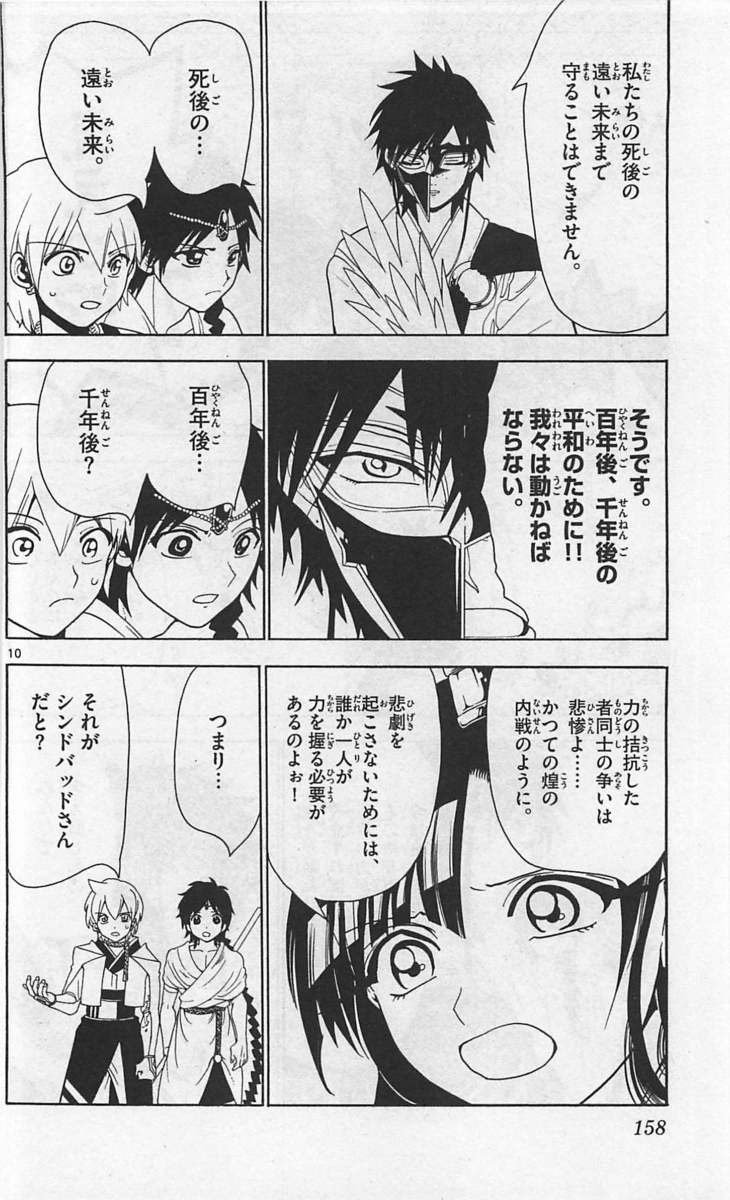 私たちの死後の
遠い未来まで
守ることはできません。
死後の…
遠い未来。
そうです。
百年後、千年後の
平和のために!!
我々は動かねば
ならない。
百年後…
千年後?
力の拮抗した
者同士の争いは
悲惨よ……
かつての煌の
内戦のように。
悲劇を
起こさないためには、
誰か一人が
力を握る必要が
あるのよぉ!
つまり…
それが
シンドバッドさん
だと?
10
158